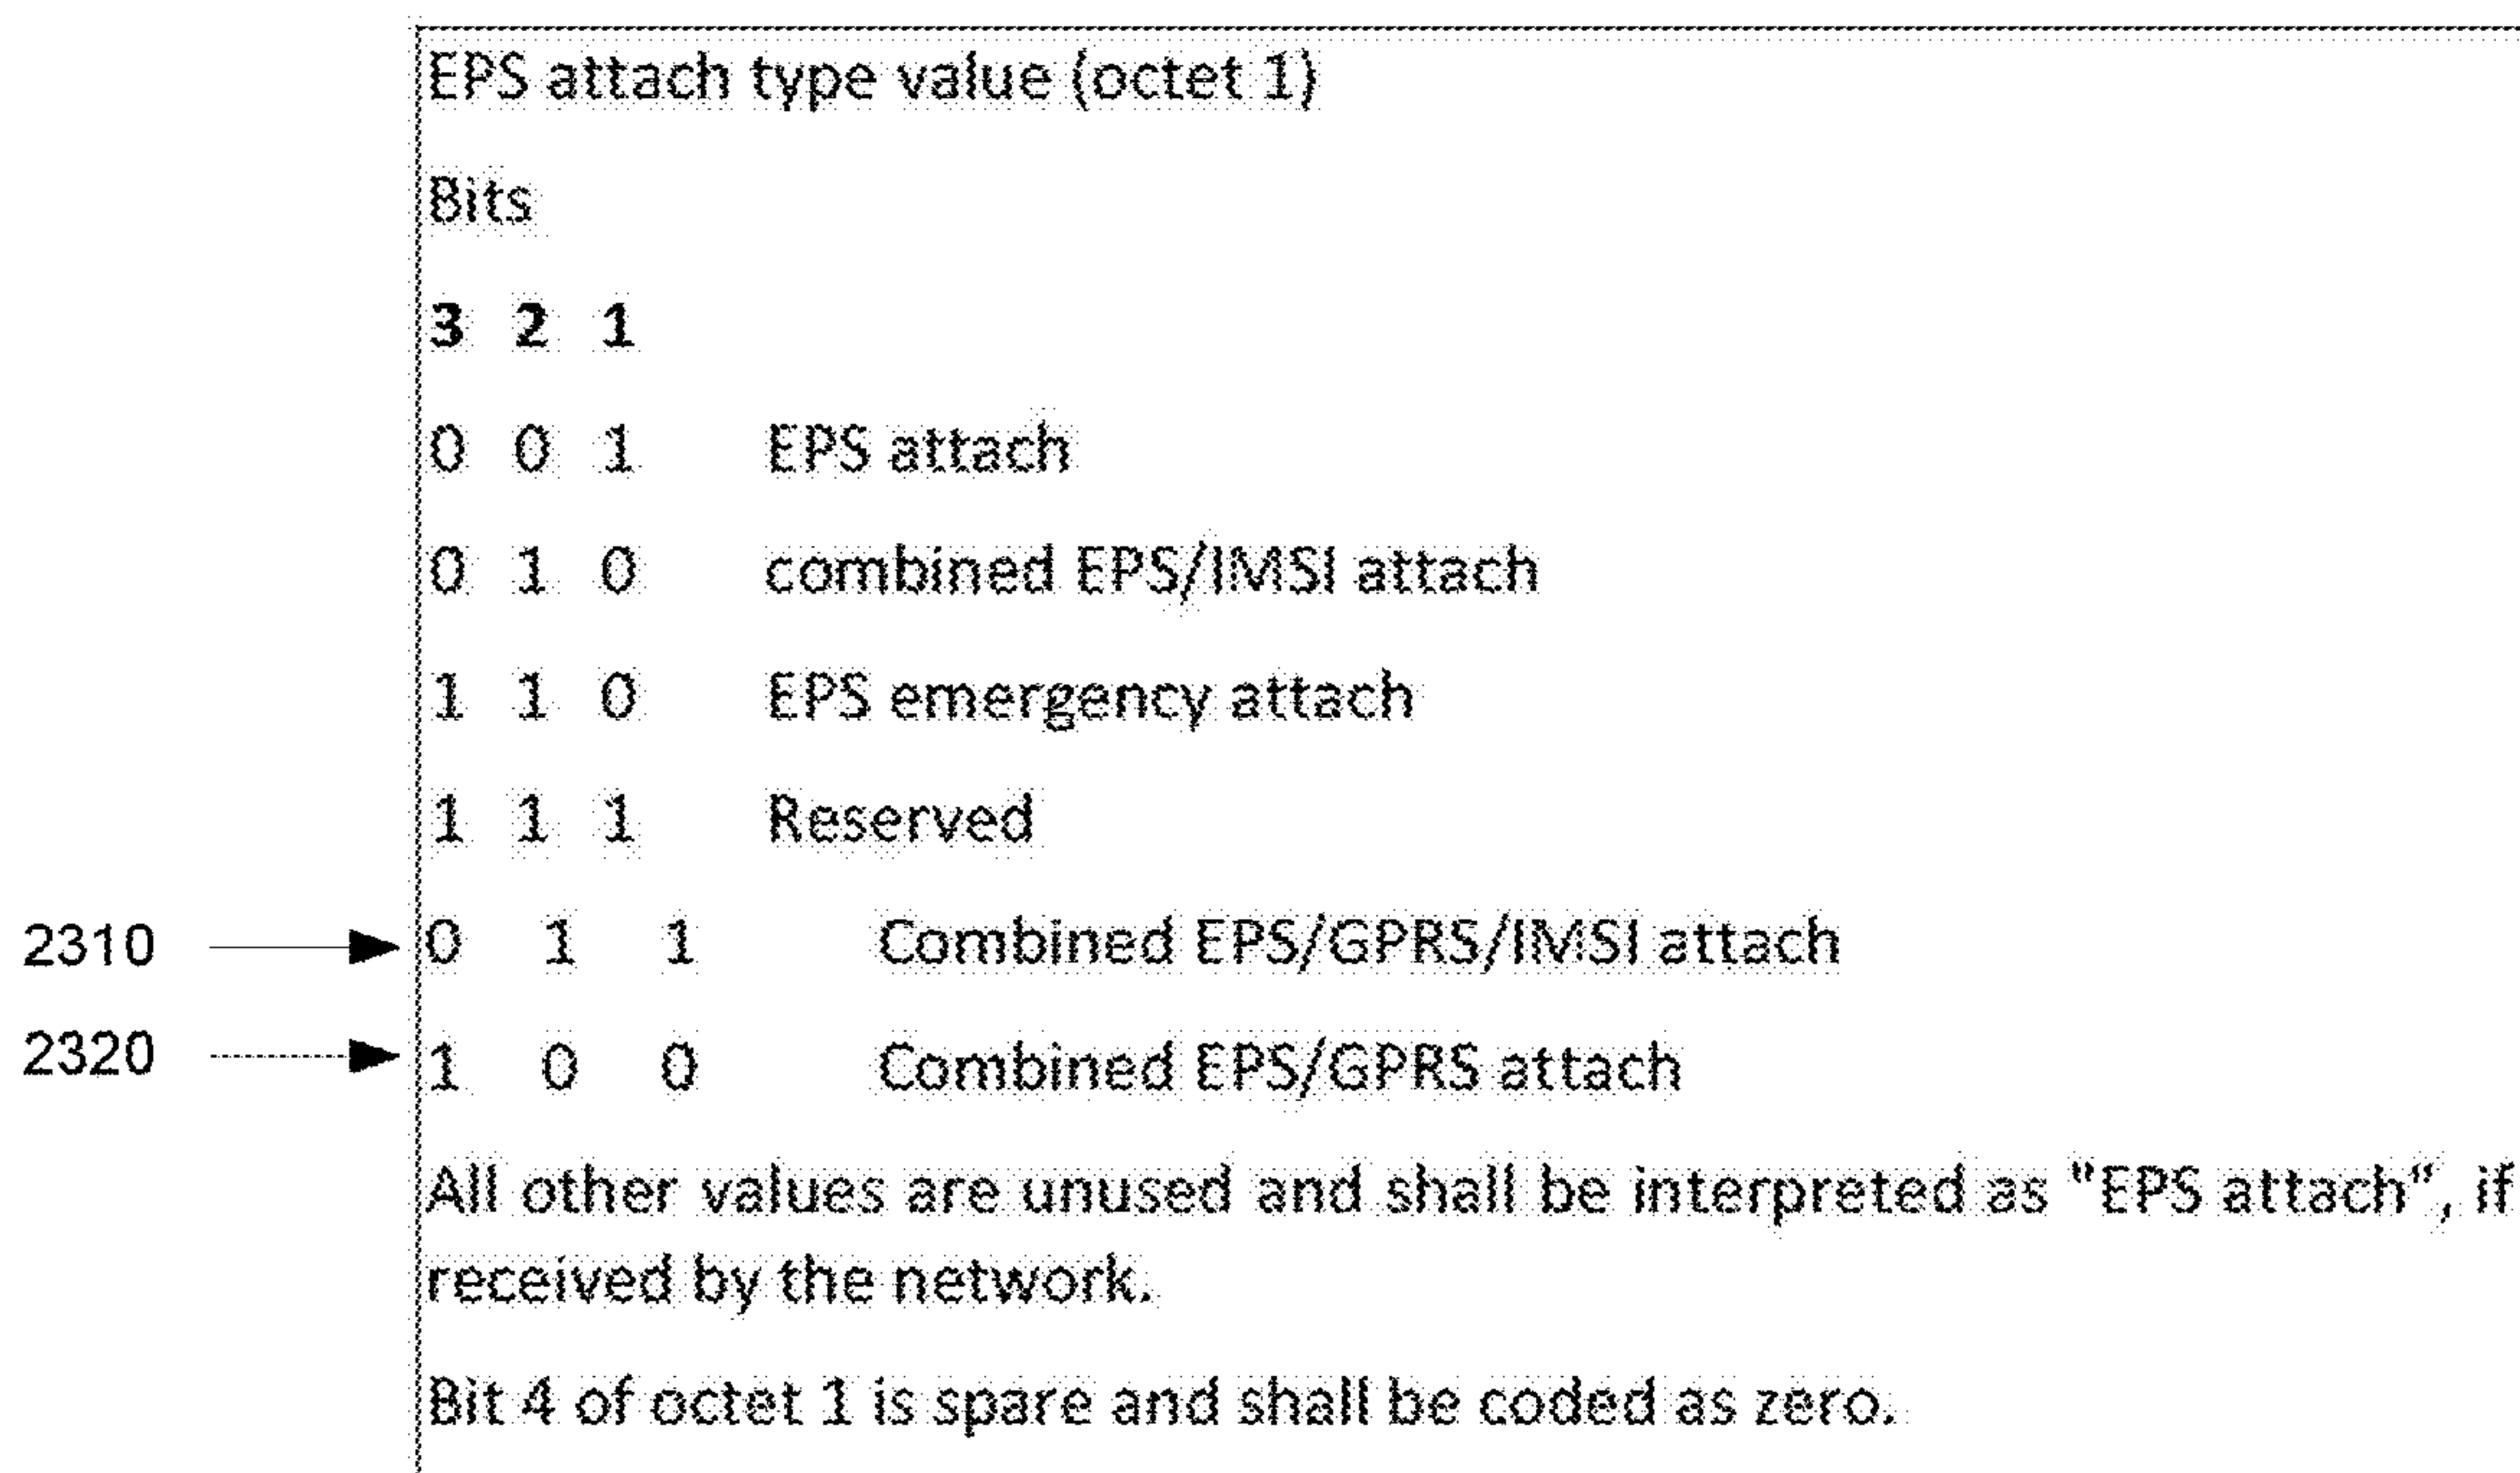 EPS attach type value (octet 1)
Bits
3 2 1
0 0 1 EPS attach
0 1 0 combined EPS/IMSI attach
1 1 0 EPS emergency attach
1 1 1 Reserved
2310 0 1 1 Combined EPS/GPRS/IMSI attach
2320 1 0 0 Combined EPS/GPRS attach
All other values are unused and shall be interpreted as "EPS attach", if
received by the network.
Bit 4 of octet 1 is spare and shall be coded as zero.